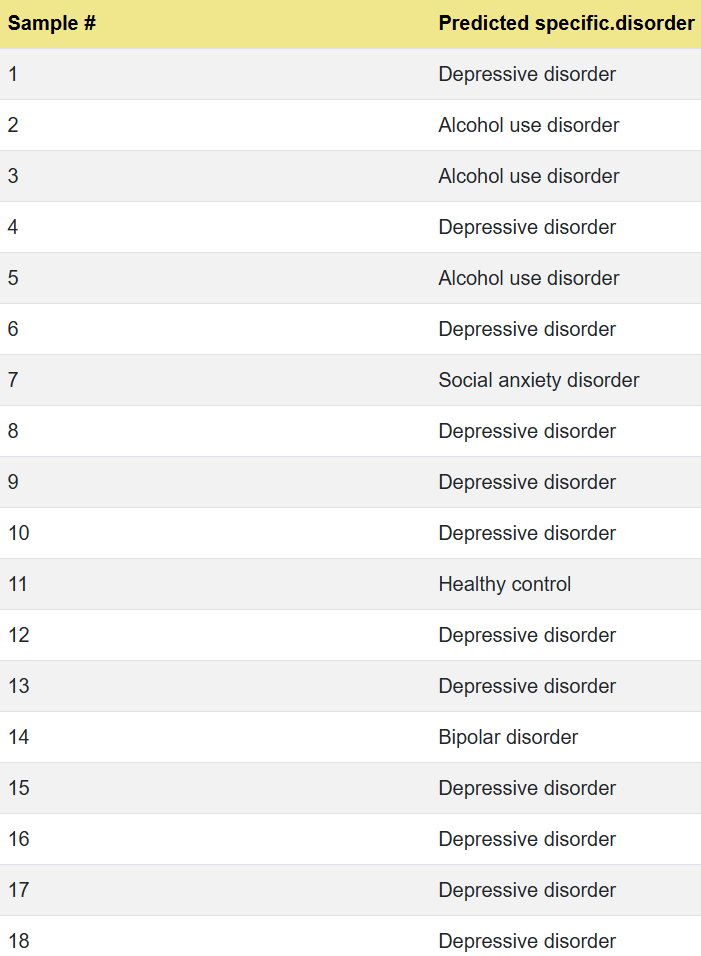 Sample # Predicted specific.disorder
1 Depressive disorder
2 Alcohol use disorder
3 Alcohol use disorder
4 Depressive disorder
5 Alcohol use disorder
6 Depressive disorder
7 Social anxiety disorder
8 Depressive disorder
9 Depressive disorder
10 Depressive disorder
11 Healthy control
12 Depressive disorder
13 Depressive disorder
14 Bipolar disorder
15 Depressive disorder
16 Depressive disorder
17 Depressive disorder
18 Depressive disorder